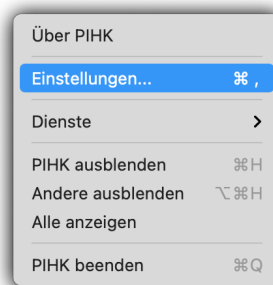 Über PIHK
Einstellungen... ⌘ ,
Dienste
PIHK ausblenden ⌘H
Andere ausblenden ⌥⌘H
Alle anzeigen
PIHK beenden ⌘Q